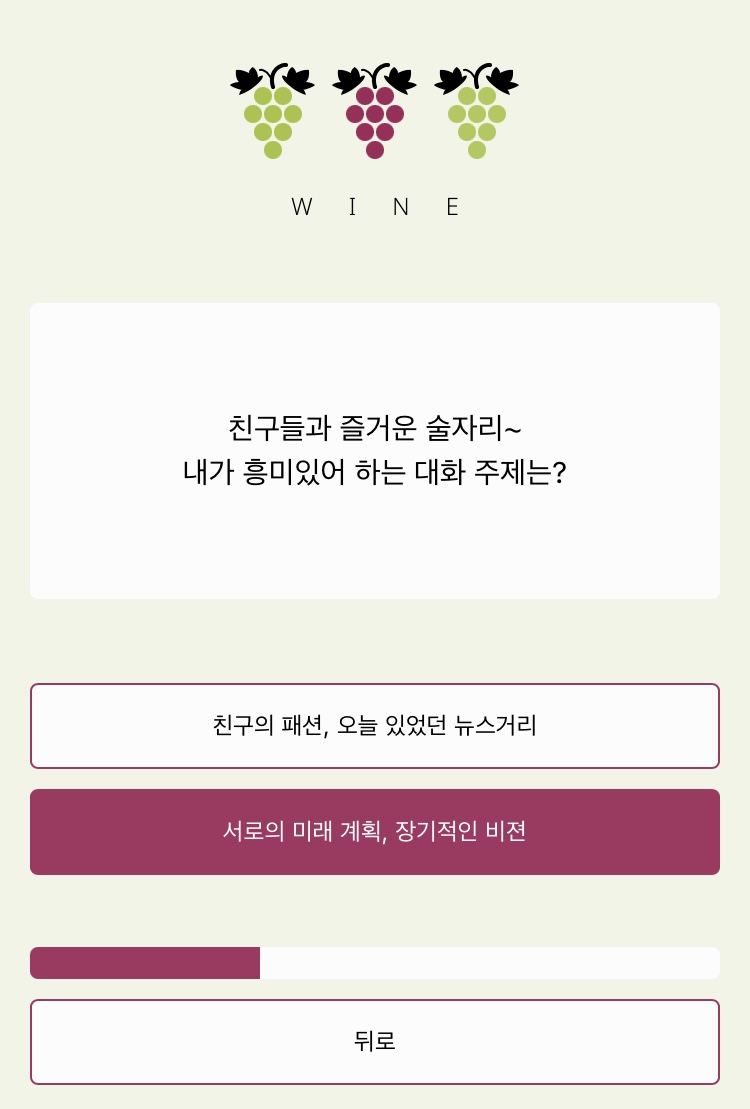 W I N E
친구들과 즐거운 술자리~
내가 흥미있어 하는 대화 주제는?
친구의 패션, 오늘 있었던 뉴스거리
서로의 미래 계획, 장기적인 비젼
뒤로